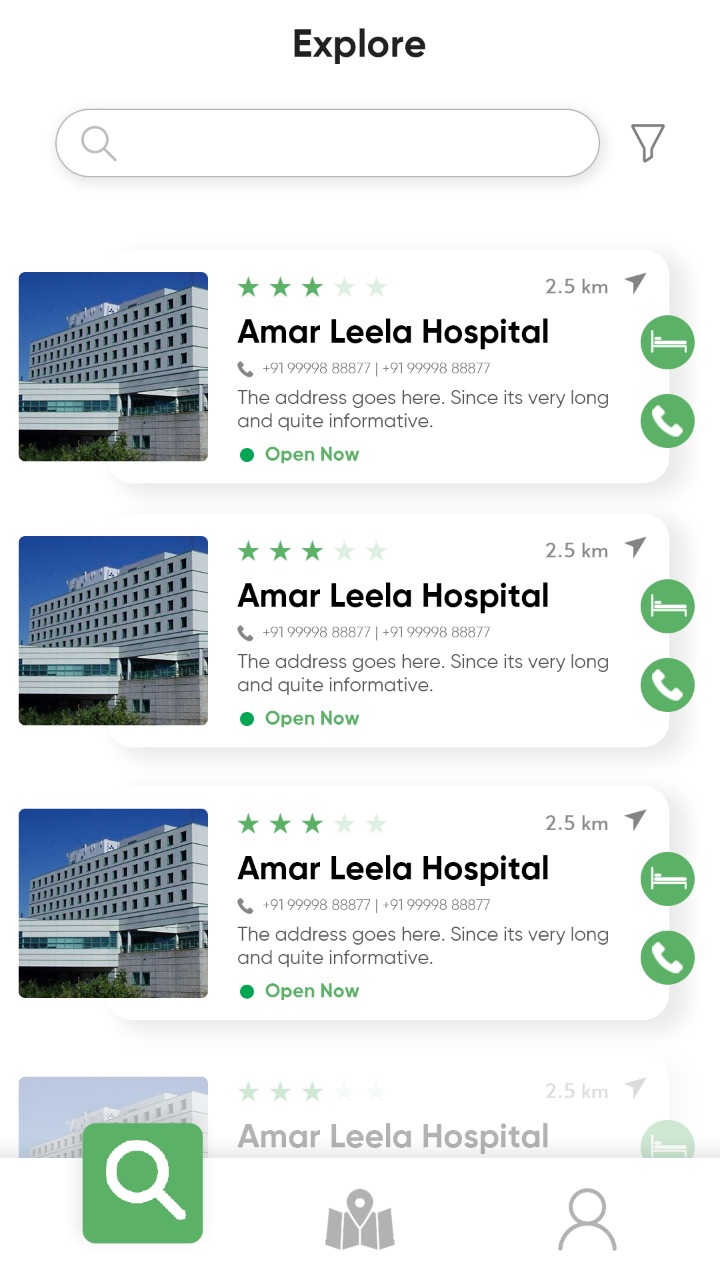 Explore
2.5 km
Amar Leela Hospital
+91 99998 88877 | +91 99998 88877
The address goes here. Since its very long
and quite informative.
Open Now
2.5 km
Amar Leela Hospital
+91 99998 88877 | +91 99998 88877
The address goes here. Since its very long
and quite informative.
Open Now
2.5 km
Amar Leela Hospital
+91 99998 88877 | +91 99998 88877
The address goes here. Since its very long
and quite informative.
Open Now
2.5 km
Amar Leela Hospital